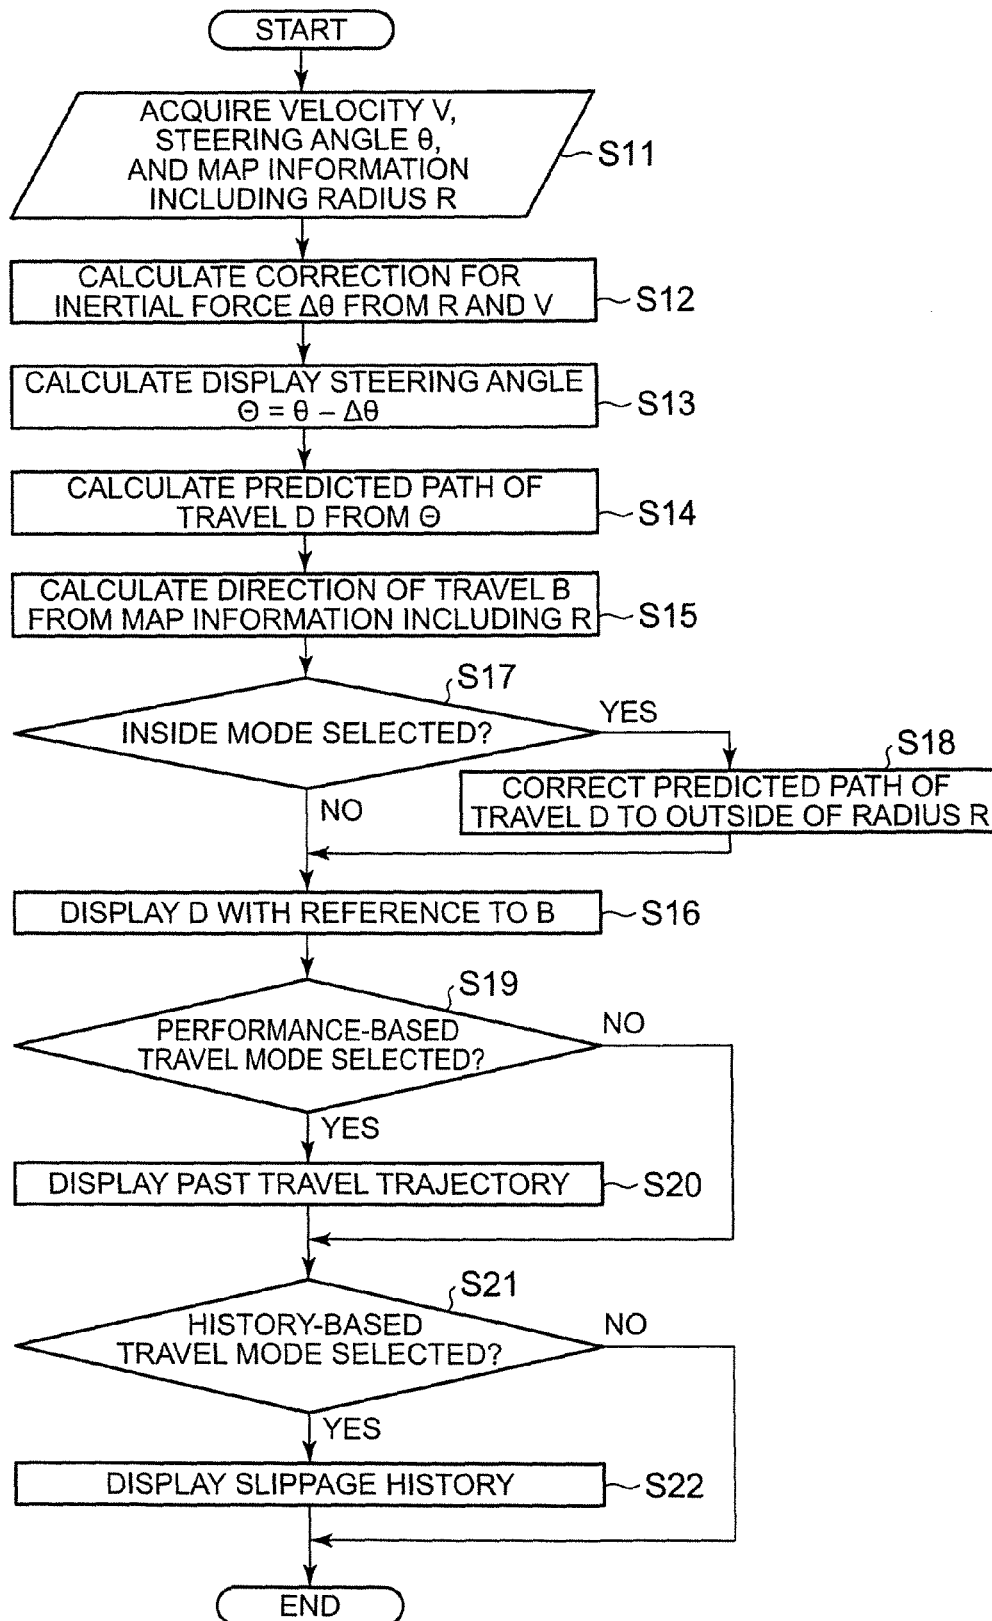 START
ACQUIRE VELOCITY V,
STEERING ANGLE θ,
AND MAP INFORMATION
INCLUDING RADIUS R
S11
CALCULATE CORRECTION FOR
INERTIAL FORCE Δθ FROM R AND V
S12
CALCULATE DISPLAY STEERING ANGLE
Θ = θ – Δθ
S13
CALCULATE PREDICTED PATH OF
TRAVEL D FROM Θ
S14
CALCULATE DIRECTION OF TRAVEL B
FROM MAP INFORMATION INCLUDING R
S15
S17
INSIDE MODE SELECTED?
YES
NO
S18
CORRECT PREDICTED PATH OF
TRAVEL D TO OUTSIDE OF RADIUS R
DISPLAY D WITH REFERENCE TO B
S16
S19
PERFORMANCE-BASED
TRAVEL MODE SELECTED?
NO
YES
DISPLAY PAST TRAVEL TRAJECTORY
S20
S21
HISTORY-BASED
TRAVEL MODE SELECTED?
NO
YES
DISPLAY SLIPPAGE HISTORY
S22
END